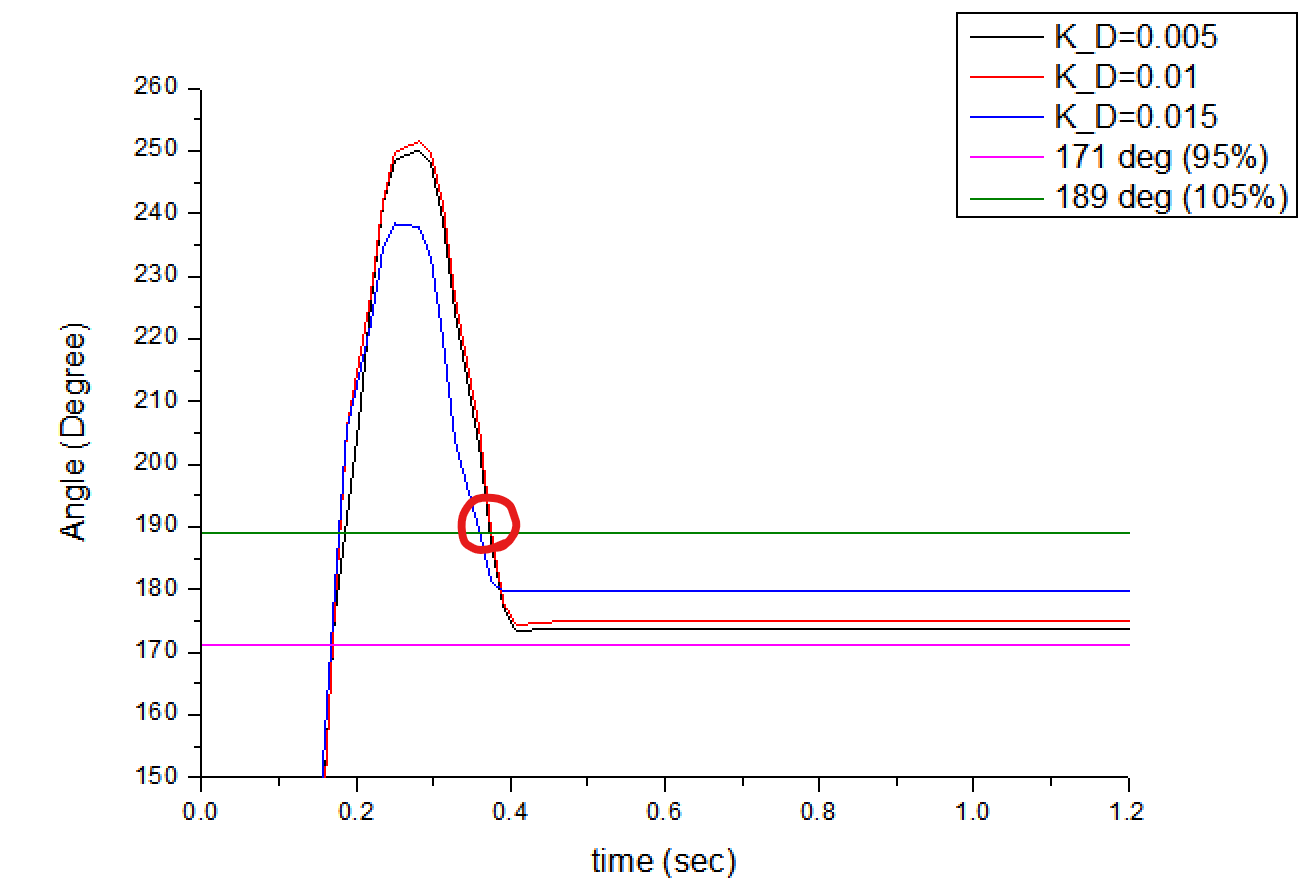 K_D=0.005
K_D=0.01
K_D=0.015
171 deg (95%)
189 deg (105%)
260
250
240
230
220
210
200
190
180
170
160
150
Angle (Degree)
0.0 0.2 0.4 0.6 0.8 1.0 1.2
time (sec)